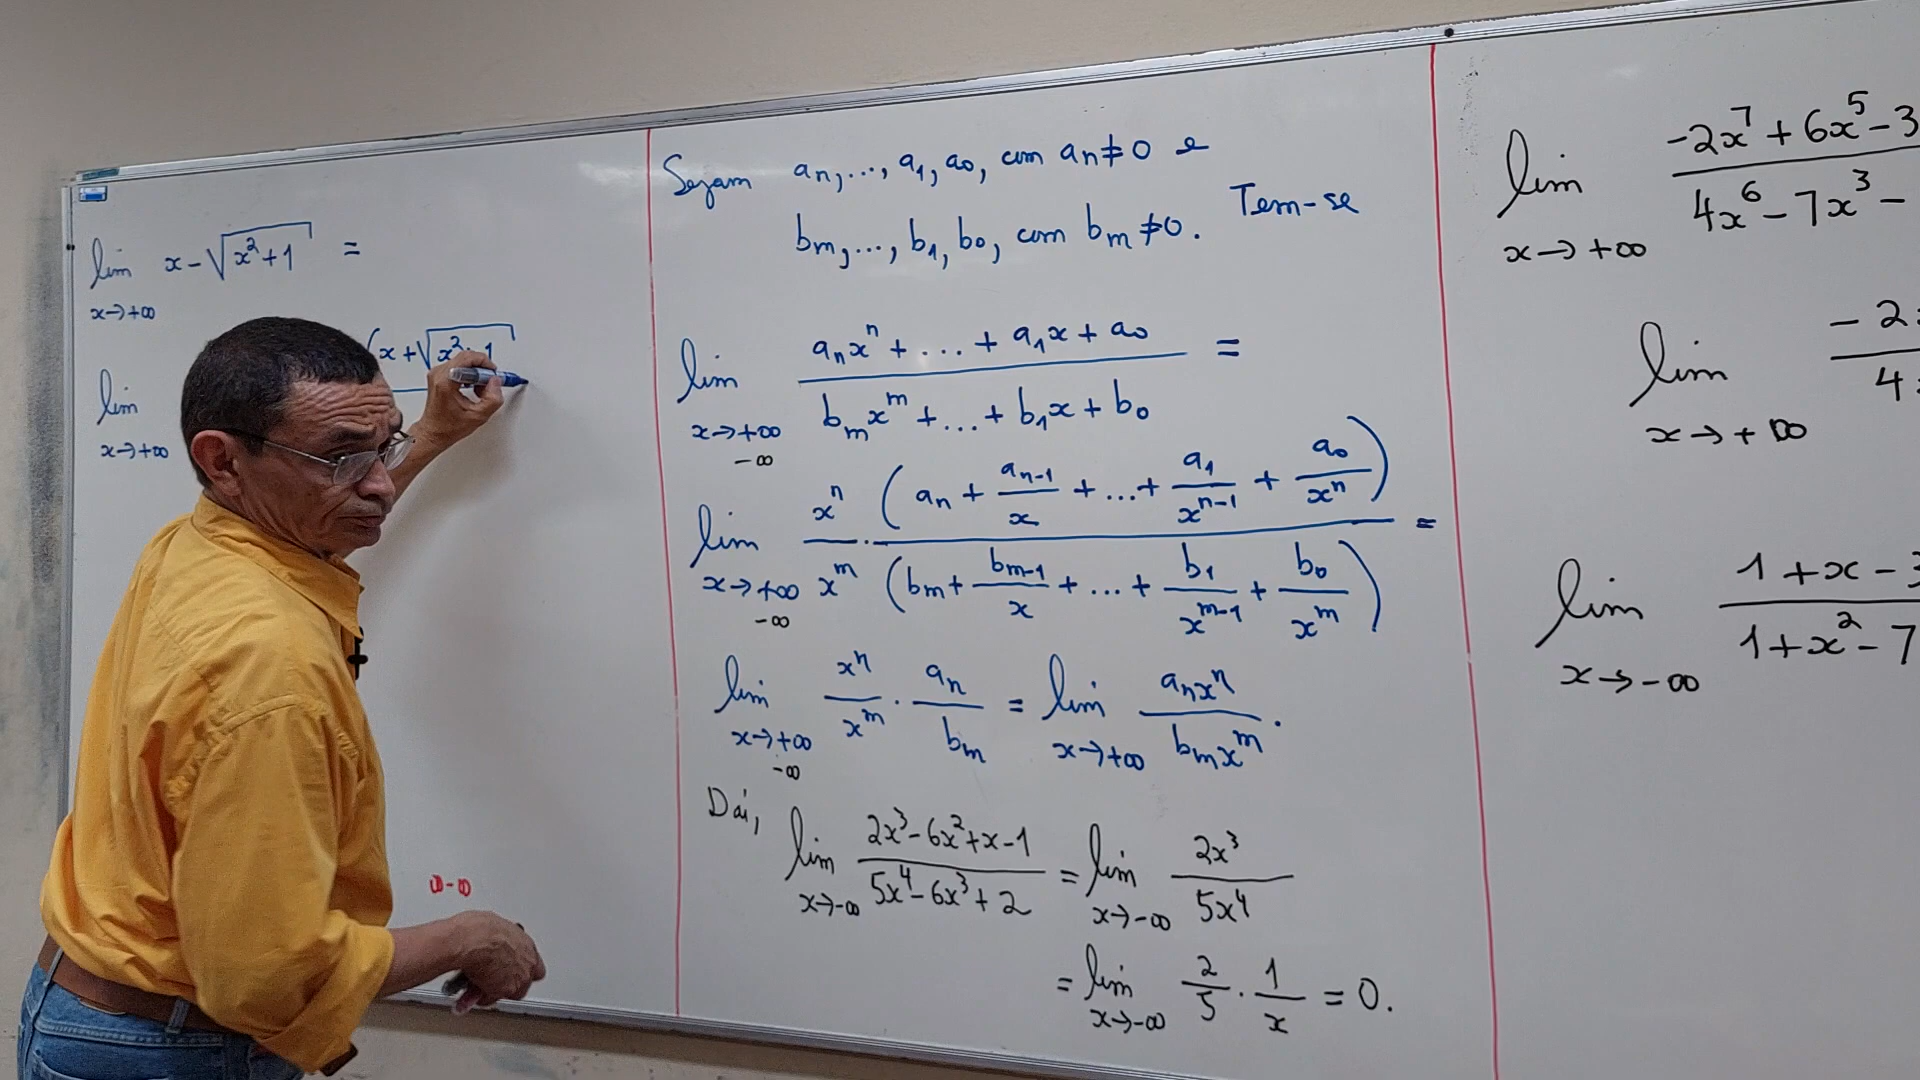 lim x - √(x² + 1) =
x→+∞
lim (x + √(x² + 1
x→+∞
∞-∞
Sejam an, ..., a1, a0, com an ≠ 0 e
bm, ..., b1, b0, com bm ≠ 0. Tem-se
lim (anxⁿ + ... + a1x + a0) / (bmxᵐ + ... + b1x + b0) =
x→+∞
-∞
lim xⁿ/xᵐ · (an + an-1/x + ... + a1/xⁿ⁻¹ + a0/xⁿ) / (bm + bm-1/x + ... + b1/xᵐ⁻¹ + b0/xᵐ) =
x→+∞
-∞
lim xⁿ/xᵐ · an/bm = lim anxⁿ/bmxᵐ.
x→+∞ x→+∞
-∞
Daí, lim (2x³ - 6x² + x - 1)/(5x⁴ - 6x³ + 2) = lim 2x³/5x⁴
x→-∞ x→-∞
= lim 2/5 · 1/x = 0.
x→-∞
lim (-2x⁷ + 6x⁵ - 3) / (4x⁶ - 7x³ -
x→+∞
lim -2 / 4
x→+∞
lim (1 + x - 3) / (1 + x² - 7
x→-∞